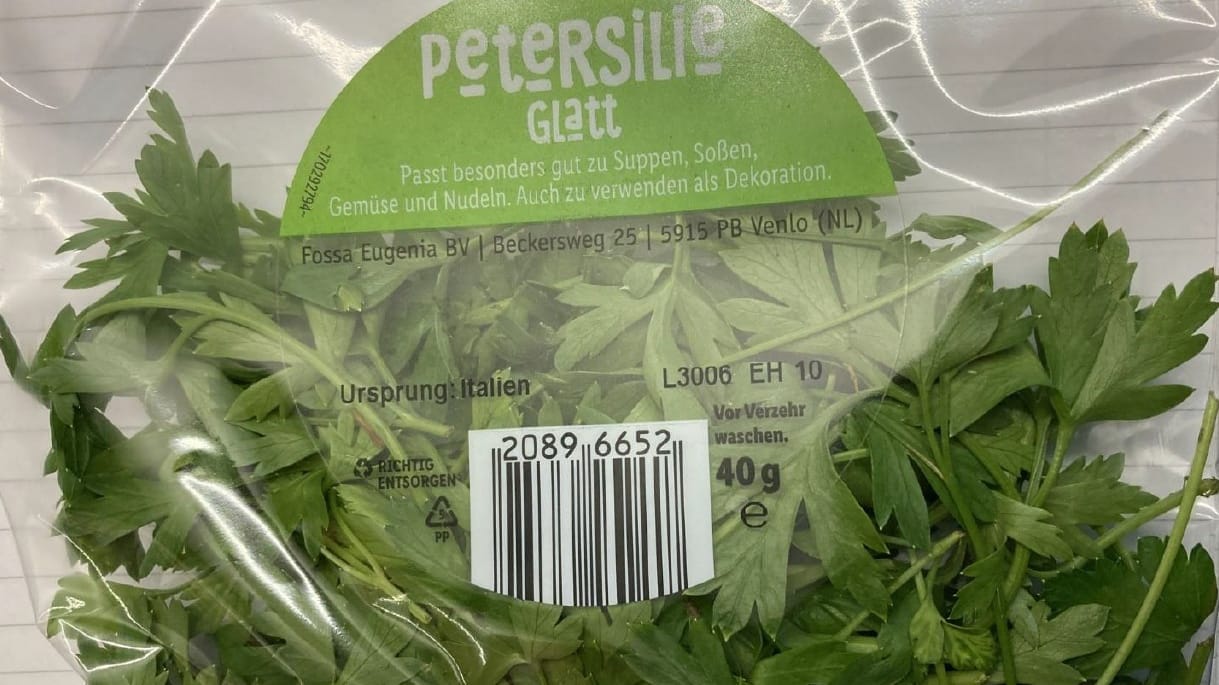 PeteRSiLie
GLatt
Passt besonders gut zu Suppen, Soßen,
Gemüse und Nudeln. Auch zu verwenden als Dekoration.
-170292794-
Fossa Eugenia BV | Beckersweg 25 | 5915 PB Venlo (NL)
Ursprung: Italien
L3006 EH 10
Vor Verzehr
waschen.
40 g
e
RICHTIG
ENTSORGEN
5
PP
2089 6652